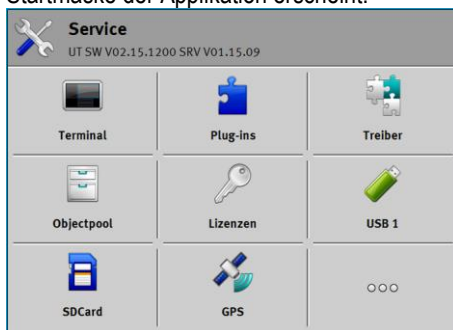 Startmaske der Applikation erscheint:
Service
UT SW V02.15.1200 SRV V01.15.09
Terminal
Plug-ins
Treiber
Objectpool
Lizenzen
USB 1
SDCard
GPS